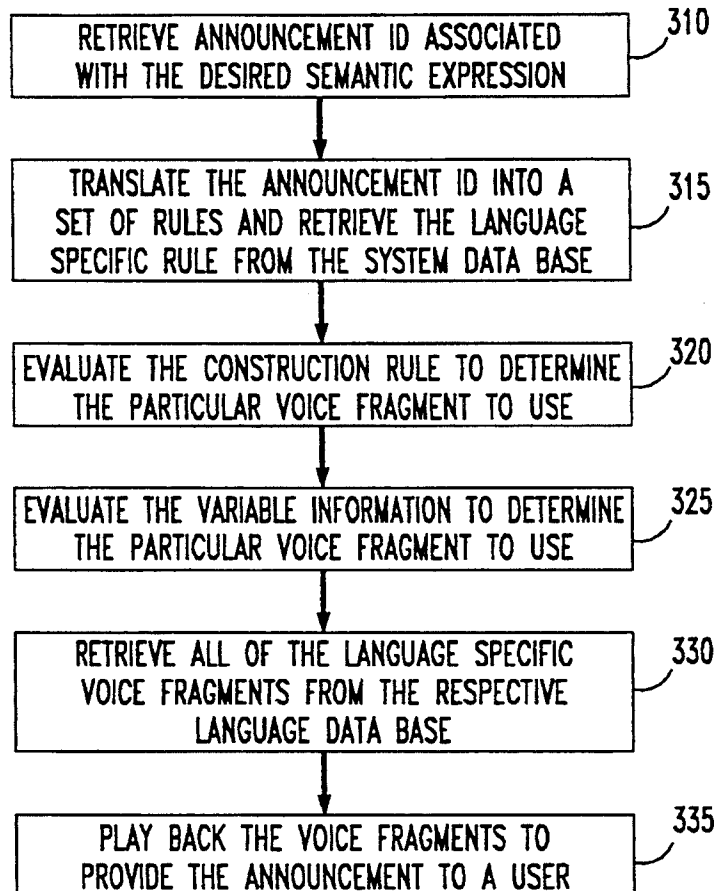 310
RETRIEVE ANNOUNCEMENT ID ASSOCIATED
WITH THE DESIRED SEMANTIC EXPRESSION
315
TRANSLATE THE ANNOUNCEMENT ID INTO A
SET OF RULES AND RETRIEVE THE LANGUAGE
SPECIFIC RULE FROM THE SYSTEM DATA BASE
320
EVALUATE THE CONSTRUCTION RULE TO DETERMINE
THE PARTICULAR VOICE FRAGMENT TO USE
325
EVALUATE THE VARIABLE INFORMATION TO DETERMINE
THE PARTICULAR VOICE FRAGMENT TO USE
330
RETRIEVE ALL OF THE LANGUAGE SPECIFIC
VOICE FRAGMENTS FROM THE RESPECTIVE
LANGUAGE DATA BASE
335
PLAY BACK THE VOICE FRAGMENTS TO
PROVIDE THE ANNOUNCEMENT TO A USER